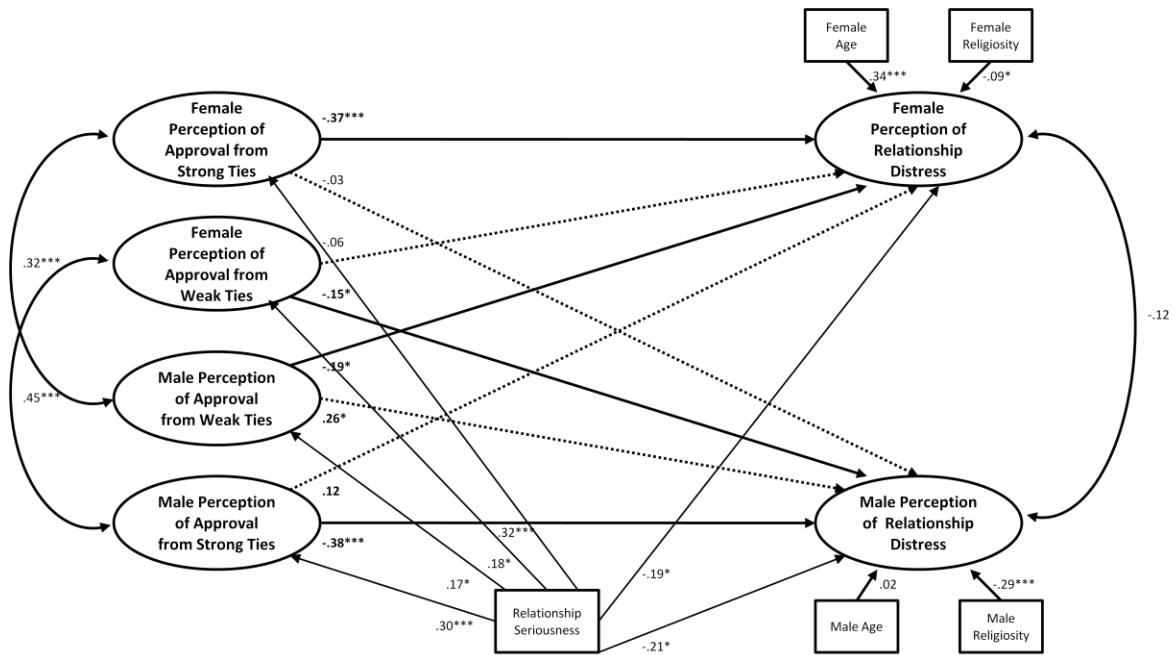 Female
Age
Female
Religiosity
.34***
-.09*
Female
Perception of
Approval from
Strong Ties
-.37***
Female
Perception of
Relationship
Distress
-.03
Female
Perception of
Approval from
Weak Ties
-.06
.32***
-.15*
-.12
Male Perception
of Approval
from Weak Ties
-.19*
.45***
.26*
Male Perception
of Approval
from Strong Ties
.12
-.38***
Male Perception
of Relationship
Distress
.32***
.18*
.17*
.30***
-.19*
-.21*
Relationship
Seriousness
.02
-.29***
Male Age
Male
Religiosity